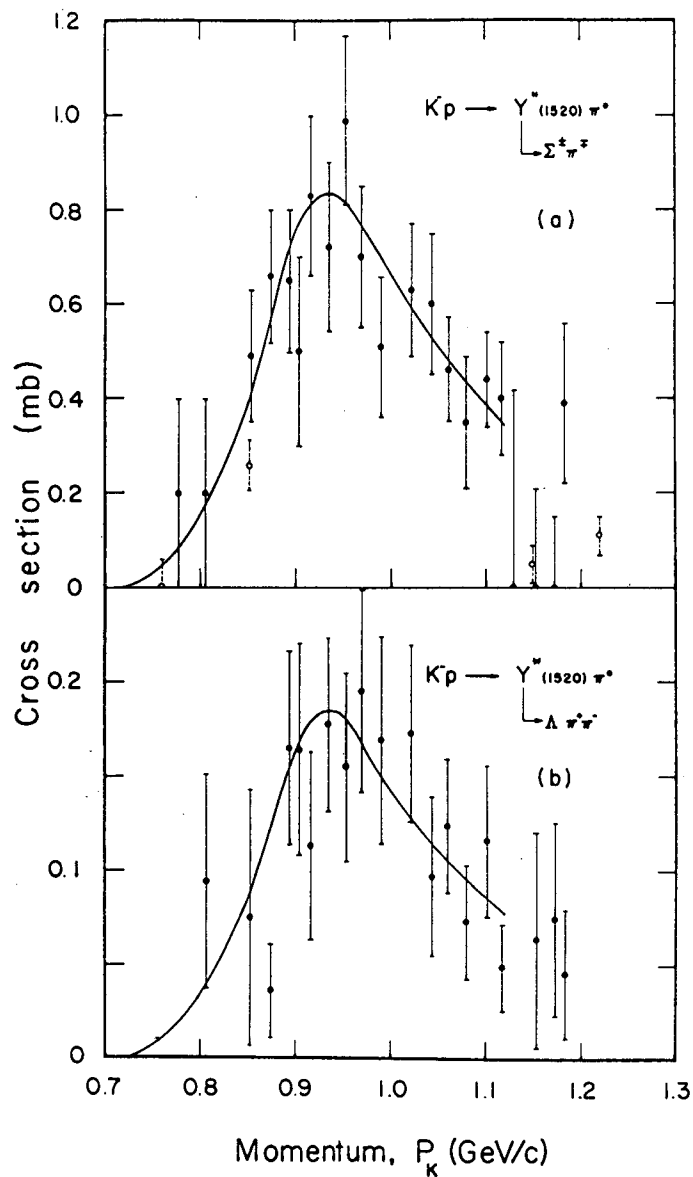 1.2
1.0
0.8
0.6
0.4
0.2
0
K⁻p → Y*(1520) π°
Σ± π∓
(a)
Cross section (mb)
0.2
0.1
0
K⁻p → Y*(1520) π°
Λ π⁺π⁻
(b)
0.7 0.8 0.9 1.0 1.1 1.2 1.3
Momentum, P_K (GeV/c)